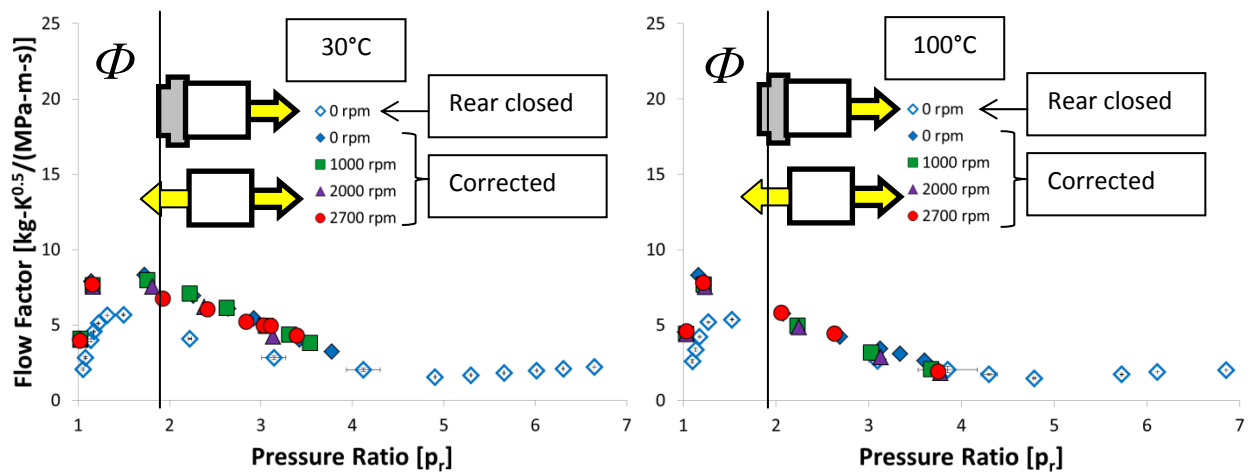 Flow Factor [kg-K^0.5/(MPa-m-s)]
25
20
15
10
5
0
Φ
30°C
0 rpm
0 rpm
1000 rpm
2000 rpm
2700 rpm
Rear closed
Corrected
1 2 3 4 5 6 7
Pressure Ratio [p_r]
25
20
15
10
5
0
Φ
100°C
0 rpm
0 rpm
1000 rpm
2000 rpm
2700 rpm
Rear closed
Corrected
1 2 3 4 5 6 7
Pressure Ratio [p_r]